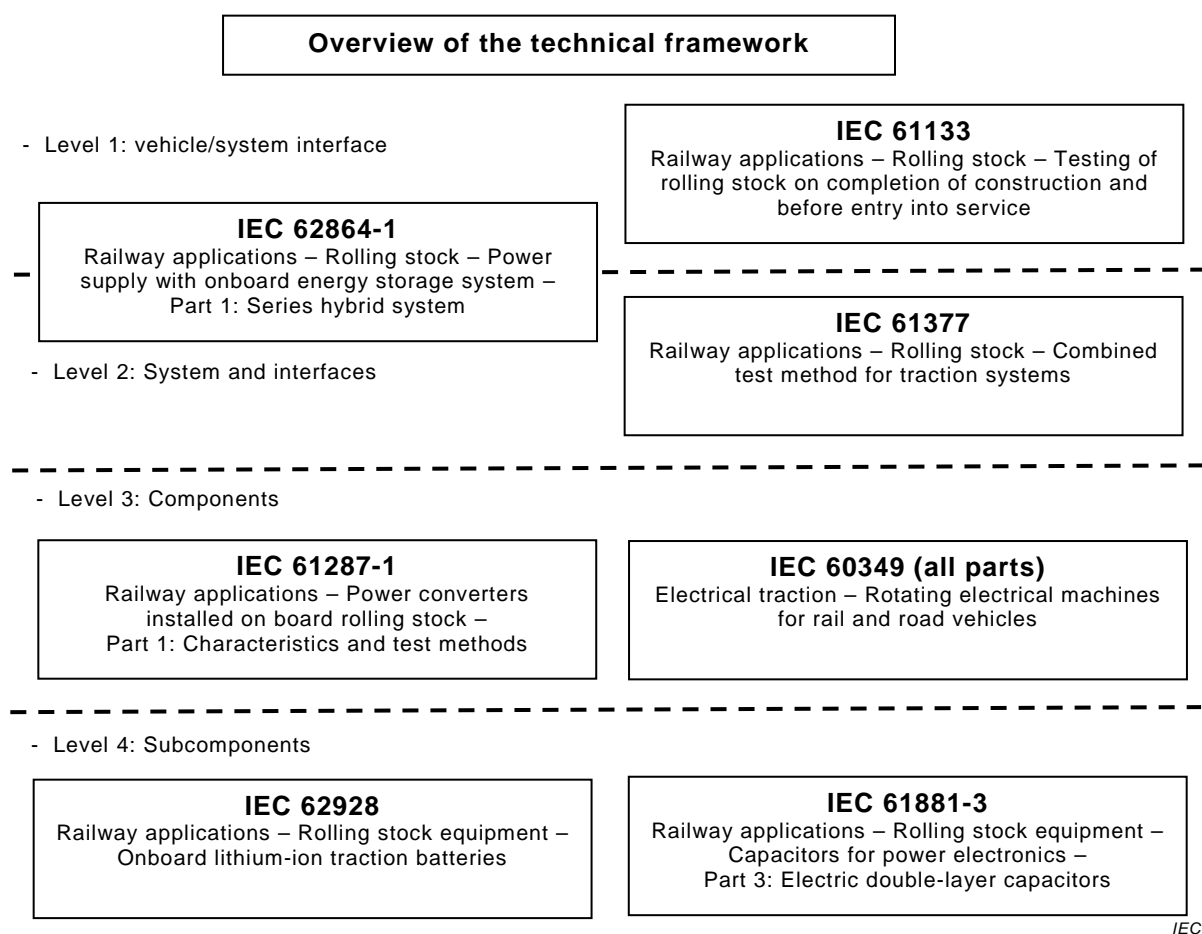 Overview of the technical framework
- Level 1: vehicle/system interface
IEC 61133
Railway applications – Rolling stock – Testing of
rolling stock on completion of construction and
before entry into service
IEC 62864-1
Railway applications – Rolling stock – Power
supply with onboard energy storage system –
Part 1: Series hybrid system
IEC 61377
Railway applications – Rolling stock – Combined
test method for traction systems
- Level 2: System and interfaces
- Level 3: Components
IEC 61287-1
Railway applications – Power converters
installed on board rolling stock –
Part 1: Characteristics and test methods
IEC 60349 (all parts)
Electrical traction – Rotating electrical machines
for rail and road vehicles
- Level 4: Subcomponents
IEC 62928
Railway applications – Rolling stock equipment –
Onboard lithium-ion traction batteries
IEC 61881-3
Railway applications – Rolling stock equipment –
Capacitors for power electronics –
Part 3: Electric double-layer capacitors
IEC